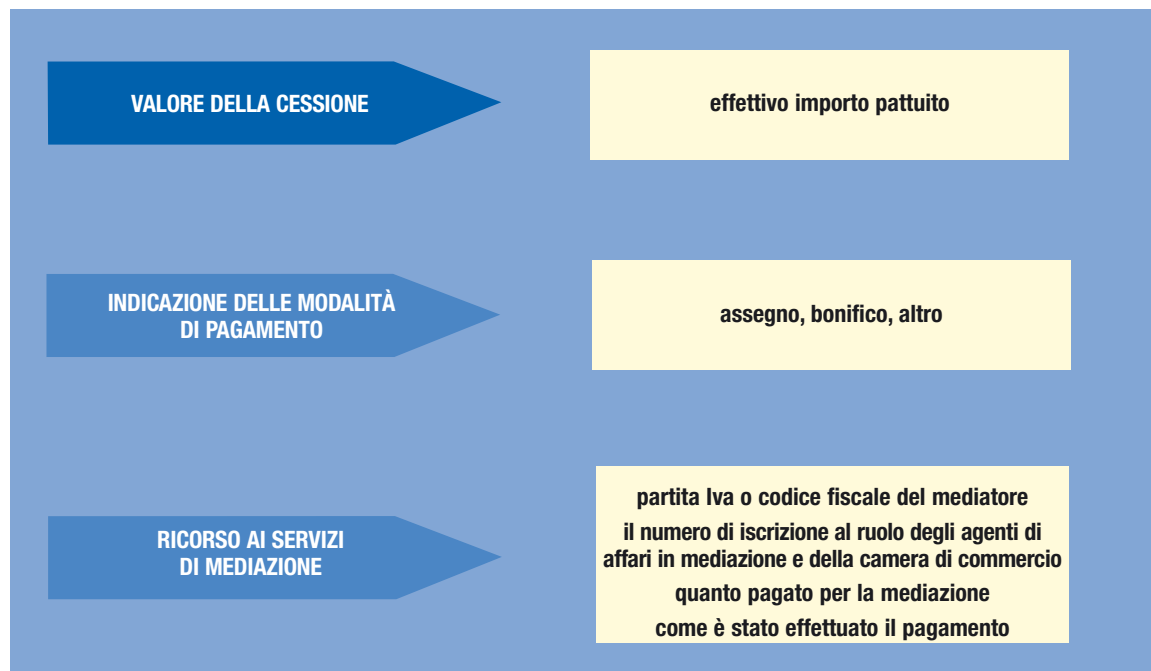 VALORE DELLA CESSIONE
effettivo importo pattuito
INDICAZIONE DELLE MODALITÀ
DI PAGAMENTO
assegno, bonifico, altro
RICORSO AI SERVIZI
DI MEDIAZIONE
partita Iva o codice fiscale del mediatore
il numero di iscrizione al ruolo degli agenti di
affari in mediazione e della camera di commercio
quanto pagato per la mediazione
come è stato effettuato il pagamento